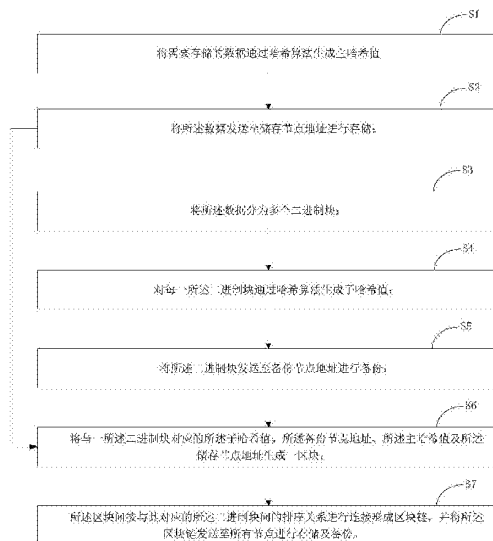 S1
将需要存储的数据通过哈希算法生成主哈希值
S2
将所述数据发送至储存节点地址进行存储；
S3
将所述数据分为多个二进制块；
S4
对每一所述二进制块通过哈希算法生成子哈希值；
S5
将所述二进制块发送至备份节点地址进行备份；
S6
将每一所述二进制块对应的所述子哈希值、所述备份节点地址、所述主哈希值及所述
储存节点地址生成一区块；
S7
所述区块间按与其对应的所述二进制块间的排序关系进行连接形成区块链，并将所述
区块链发送至所有节点进行存储及备份。